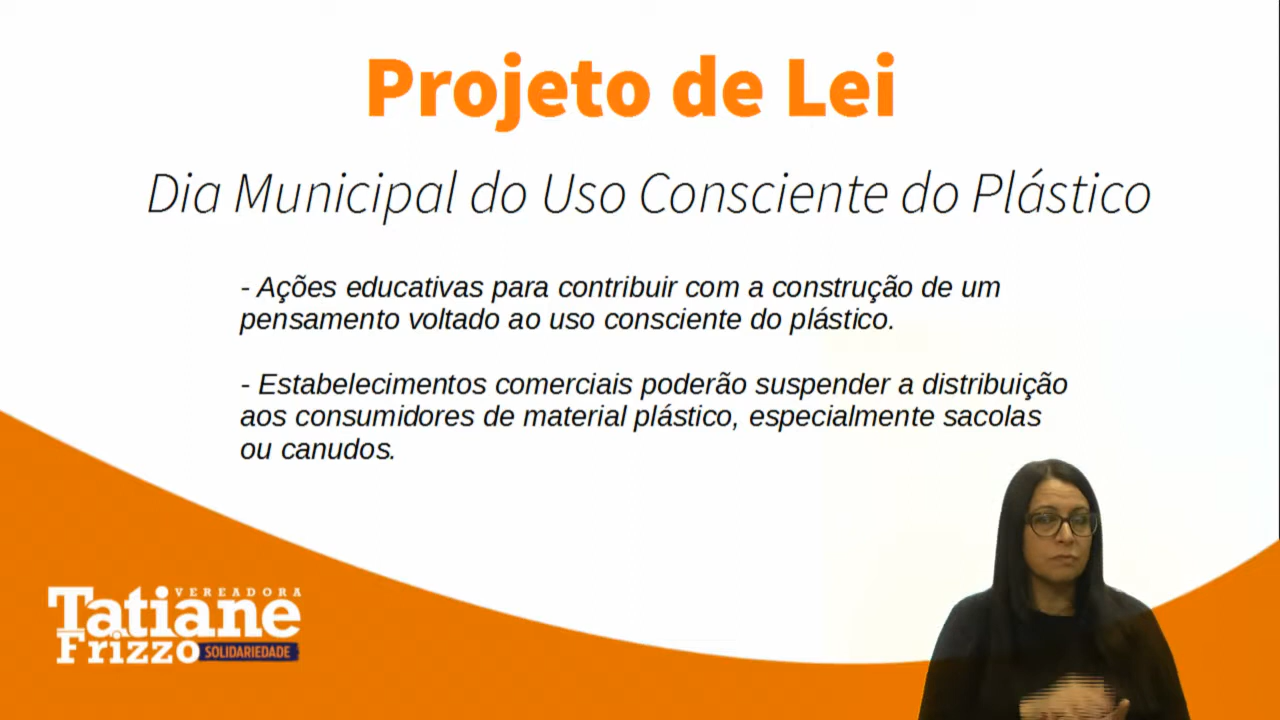 Projeto de Lei
Dia Municipal do Uso Consciente do Plástico
- Ações educativas para contribuir com a construção de um
pensamento voltado ao uso consciente do plástico.
- Estabelecimentos comerciais poderão suspender a distribuição
aos consumidores de material plástico, especialmente sacolas
ou canudos.
VEREADORA
Tatiane
Frizzo SOLIDARIEDADE